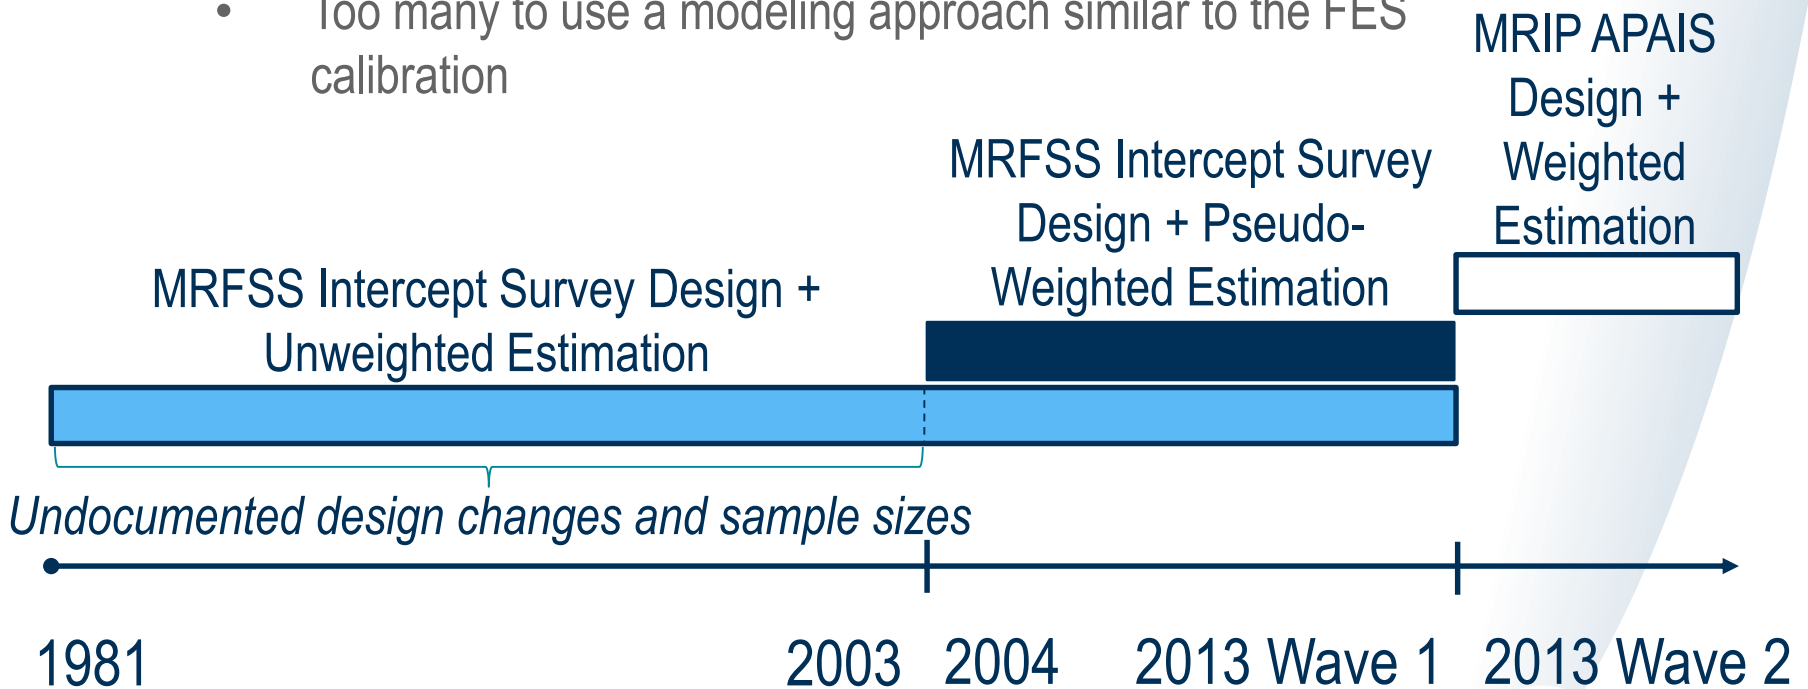 • Too many to use a modeling approach similar to the FES
calibration
MRIP APAIS
Design +
Weighted
Estimation
MRFSS Intercept Survey
Design + Pseudo-
Weighted Estimation
MRFSS Intercept Survey Design +
Unweighted Estimation
Undocumented design changes and sample sizes
1981 2003 2004 2013 Wave 1 2013 Wave 2